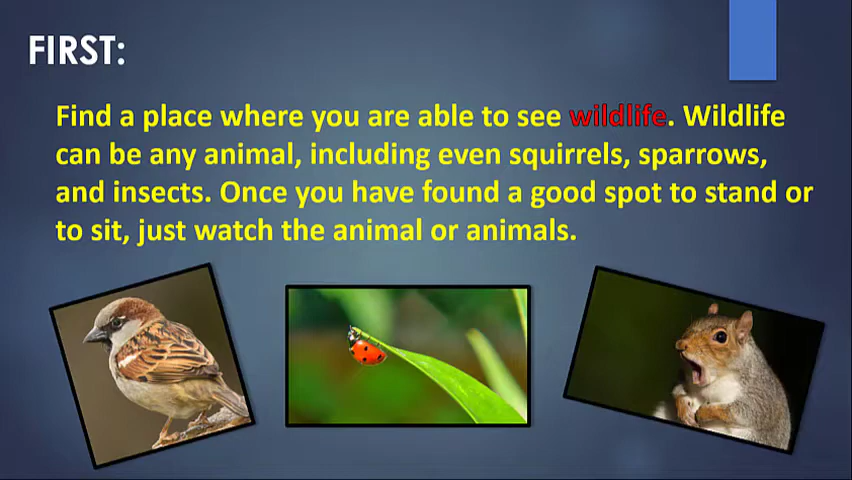 FIRST:
Find a place where you are able to see wildlife. Wildlife
can be any animal, including even squirrels, sparrows,
and insects. Once you have found a good spot to stand or
to sit, just watch the animal or animals.